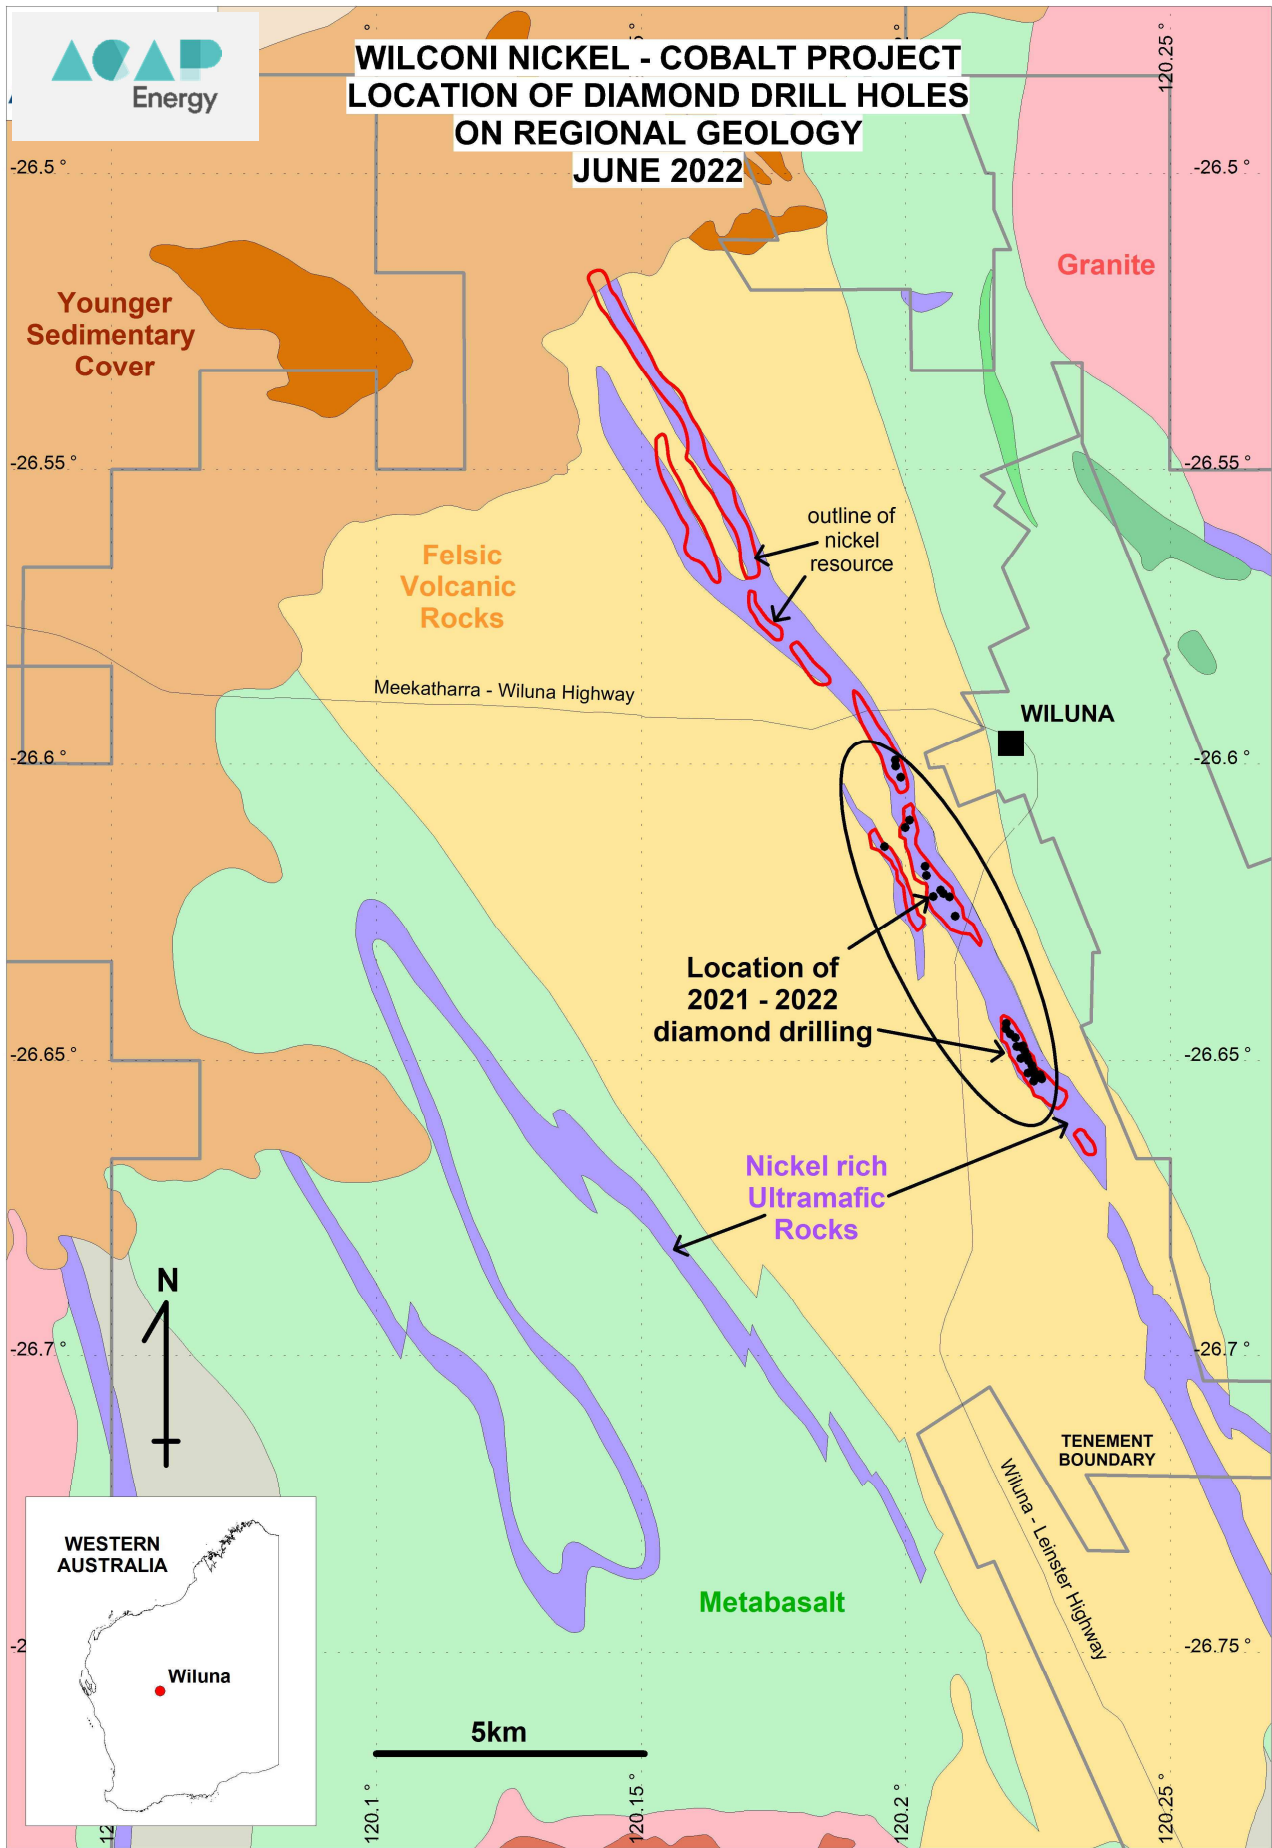 ACAP
Energy
WILCONI NICKEL - COBALT PROJECT
LOCATION OF DIAMOND DRILL HOLES
ON REGIONAL GEOLOGY
JUNE 2022
120.25 °
-26.5 °
-26.5 °
Granite
Younger
Sedimentary
Cover
-26.55 °
-26.55 °
outline of
nickel
resource
Felsic
Volcanic
Rocks
Meekatharra - Wiluna Highway
WILUNA
-26.6 °
-26.6 °
Location of
2021 - 2022
diamond drilling
-26.65 °
-26.65 °
Nickel rich
Ultramafic
Rocks
N
-26.7 °
-26.7 °
TENEMENT
BOUNDARY
Wiluna - Leinster Highway
WESTERN
AUSTRALIA
Wiluna
Metabasalt
-26.75 °
5km
120.1 °
120.15 °
120.2 °
120.25 °